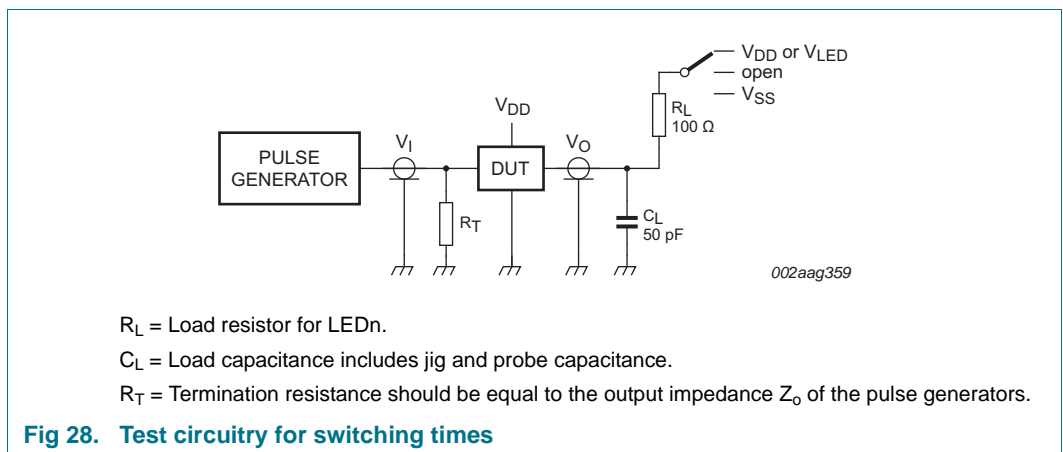 V_DD or V_LED
open
V_SS
R_L
100 Ω
V_DD
V_I
V_O
PULSE
GENERATOR
DUT
R_T
C_L
50 pF
002aag359
R_L = Load resistor for LEDn.
C_L = Load capacitance includes jig and probe capacitance.
R_T = Termination resistance should be equal to the output impedance Z_o of the pulse generators.
Fig 28. Test circuitry for switching times